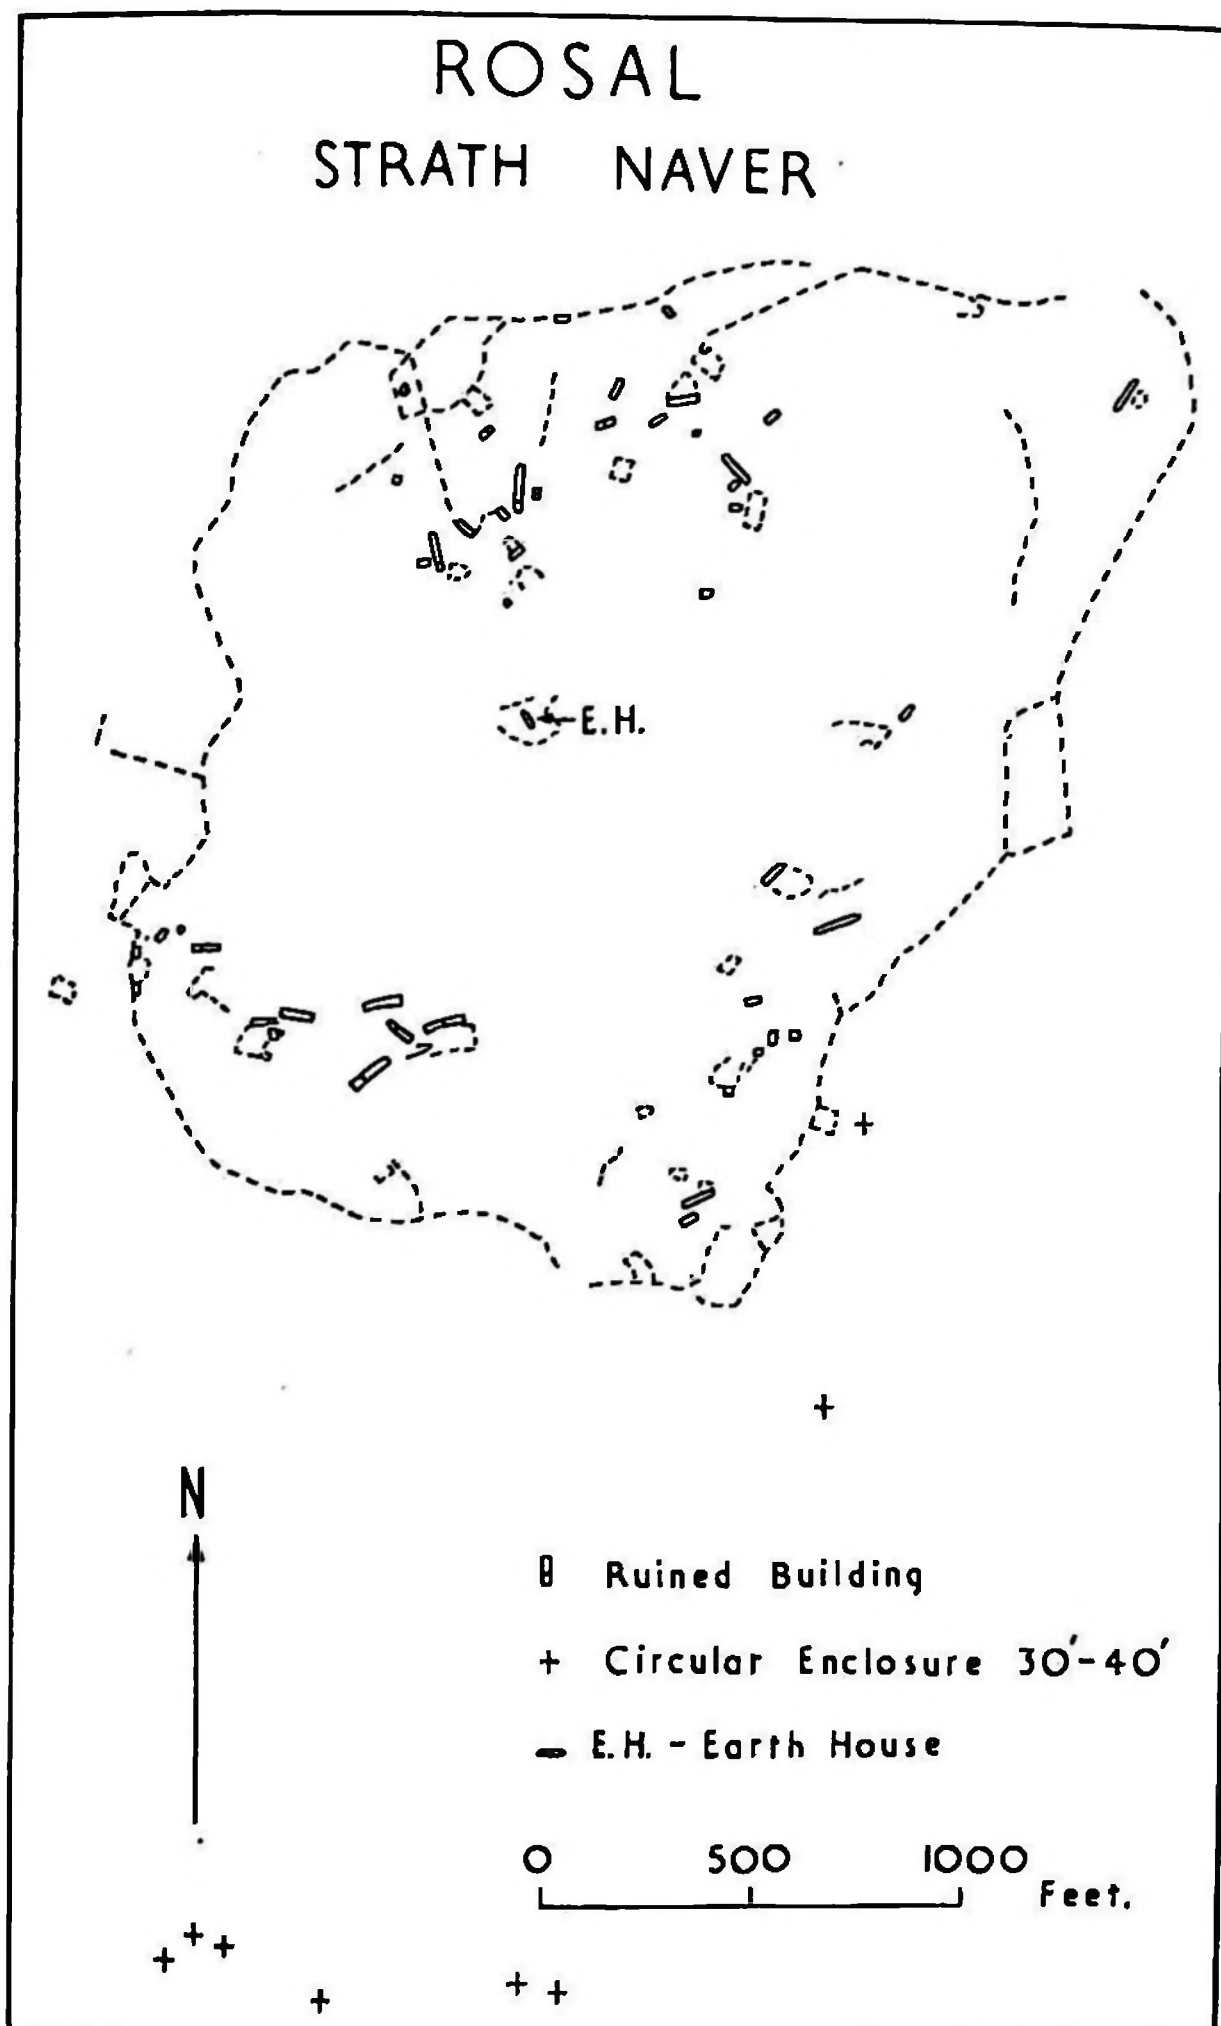 ROSAL
STRATH NAVER
E.H.
N
Ruined Building
+ Circular Enclosure 30'-40'
E.H. - Earth House
0 500 1000
Feet.